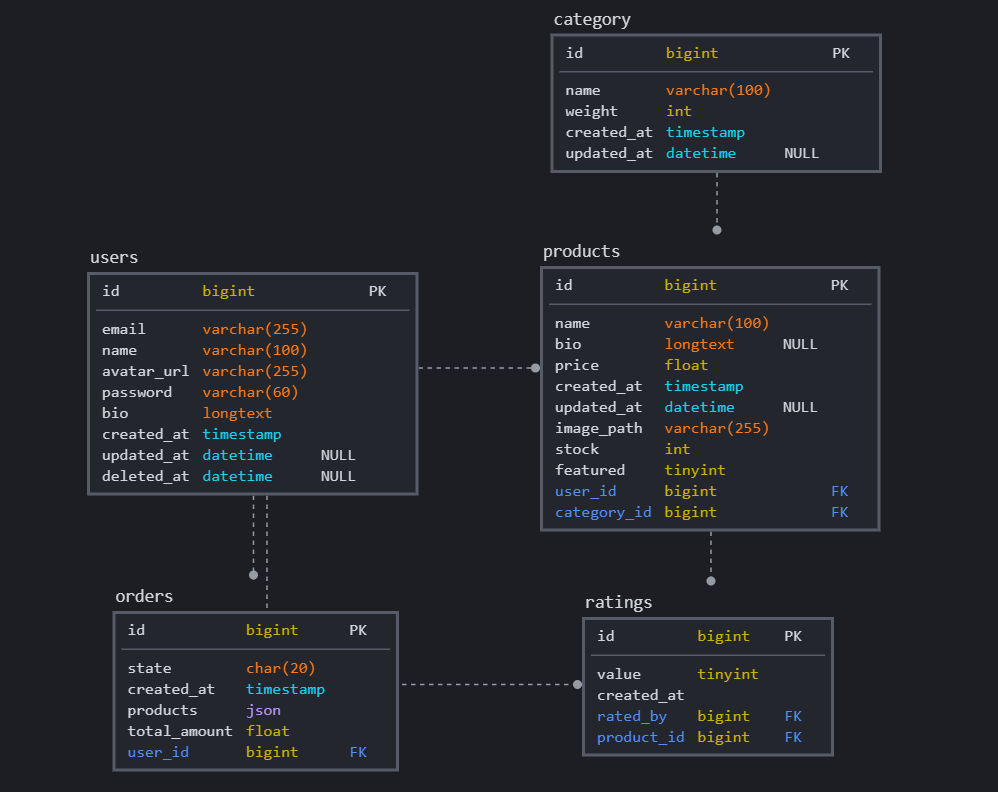 category
id bigint PK
name varchar(100)
weight int
created_at timestamp
updated_at datetime NULL
users
id bigint PK
email varchar(255)
name varchar(100)
avatar_url varchar(255)
password varchar(60)
bio longtext
created_at timestamp
updated_at datetime NULL
deleted_at datetime NULL
products
id bigint PK
name varchar(100)
bio longtext NULL
price float
created_at timestamp
updated_at datetime NULL
image_path varchar(255)
stock int
featured tinyint
user_id bigint FK
category_id bigint FK
orders
id bigint PK
state char(20)
created_at timestamp
products json
total_amount float
user_id bigint FK
ratings
id bigint PK
value tinyint
created_at
rated_by bigint FK
product_id bigint FK